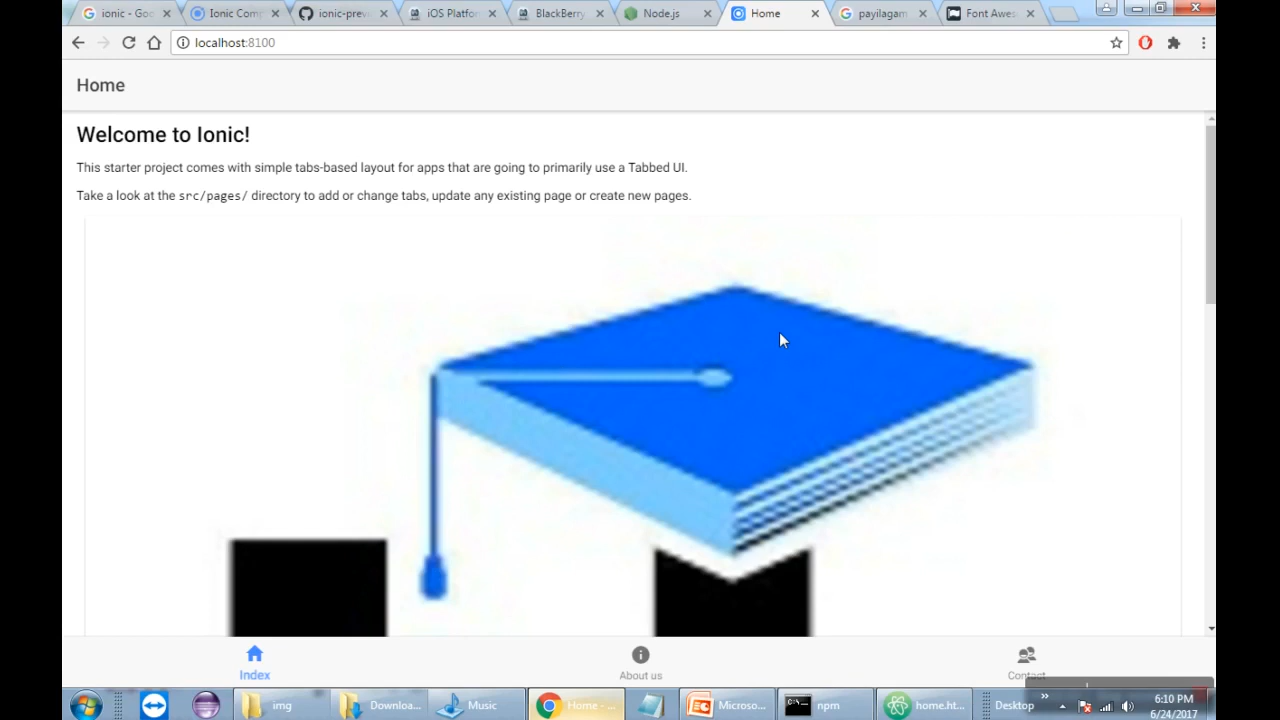 ionic - Goo
Ionic Comp
ionic-prev
iOS Platfor
BlackBerry
Node.js
Home
payilagam
Font Awes
localhost:8100
Home
Welcome to Ionic!
This starter project comes with simple tabs-based layout for apps that are going to primarily use a Tabbed UI.
Take a look at the src/pages/ directory to add or change tabs, update any existing page or create new pages.
Index
About us
Contact
img
Downloa...
Music
Home - ...
Microso...
npm
home.ht...
Desktop
6:10 PM
6/24/2017